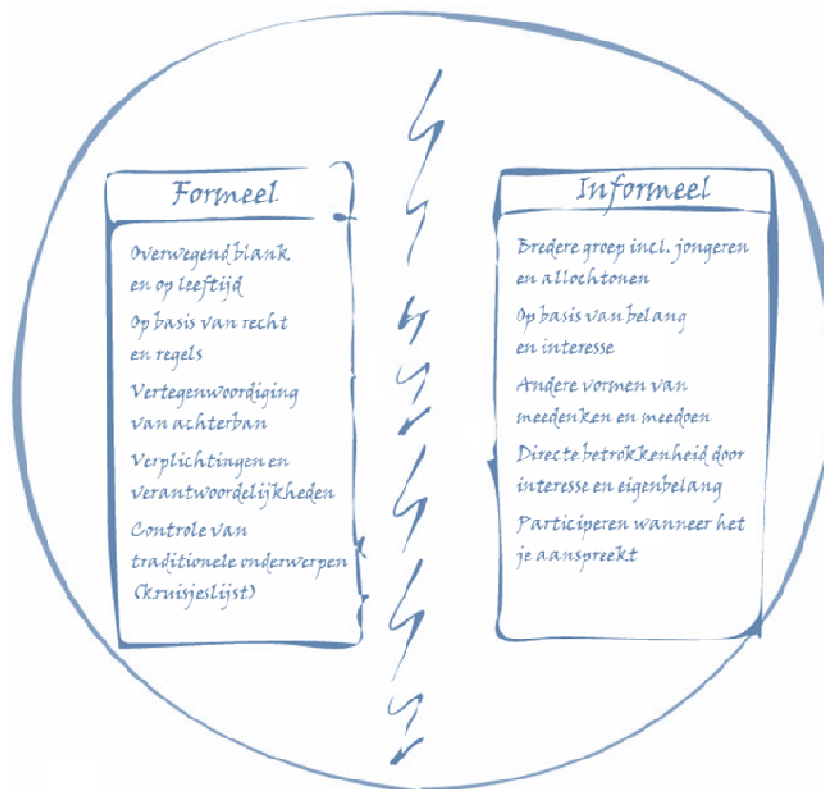 Formeel
Overwegend blank
en op leeftijd
Op basis van recht
en regels
Vertegenwoordiging
van achterban
Verplichtingen en
verantwoordelijkheden
Controle van
traditionele onderwerpen
(kruisjeslijst)
Informeel
Bredere groep incl. jongeren
en allochtonen
Op basis van belang
en interesse
Andere vormen van
meedenken en meedoen
Directe betrokkenheid door
interesse en eigenbelang
Participeren wanneer het
je aanspreekt